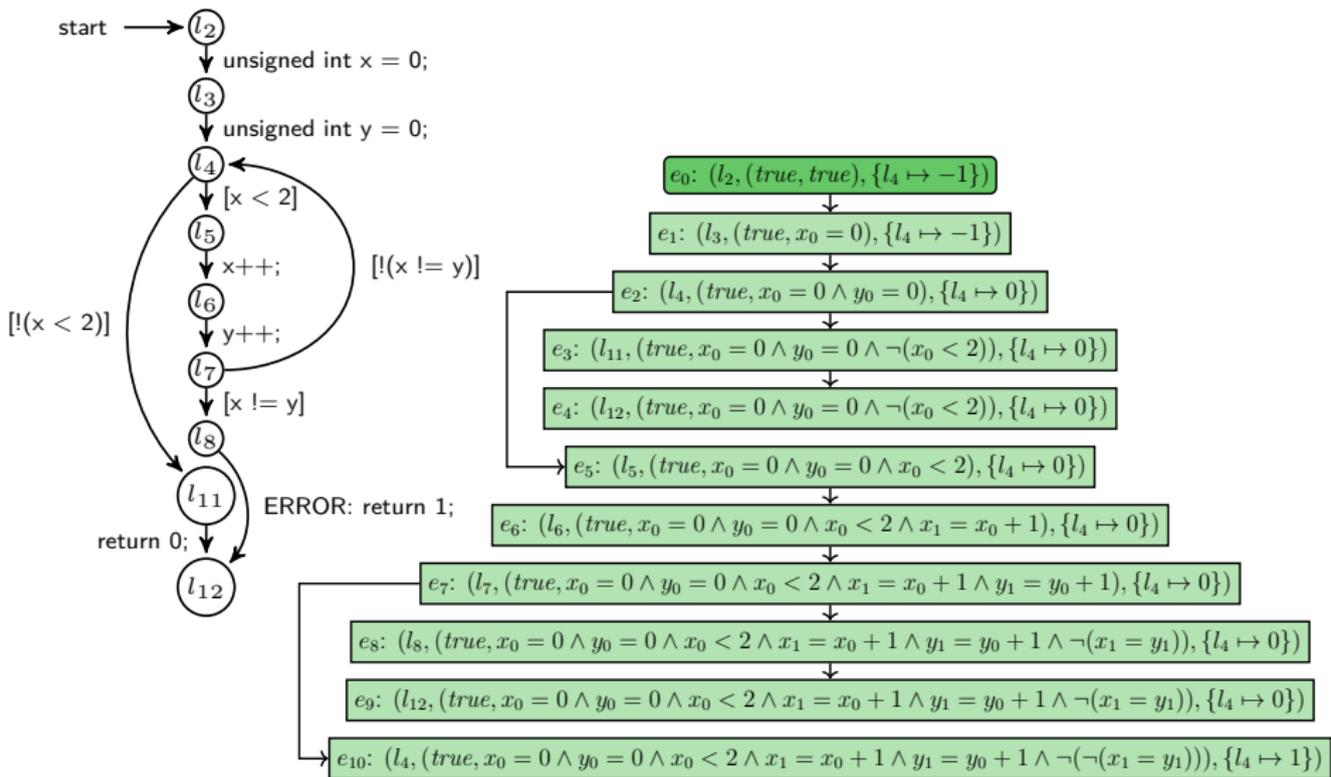 start
l2
unsigned int x = 0;
l3
unsigned int y = 0;
l4
[x < 2]
l5
x++;
[!(x != y)]
l6
[!(x < 2)]
y++;
l7
[x != y]
l8
l11
ERROR: return 1;
return 0;
l12
e0: (l2, (true, true), {l4 ↦ −1})
e1: (l3, (true, x0 = 0), {l4 ↦ −1})
e2: (l4, (true, x0 = 0 ∧ y0 = 0), {l4 ↦ 0})
e3: (l11, (true, x0 = 0 ∧ y0 = 0 ∧ ¬(x0 < 2)), {l4 ↦ 0})
e4: (l12, (true, x0 = 0 ∧ y0 = 0 ∧ ¬(x0 < 2)), {l4 ↦ 0})
e5: (l5, (true, x0 = 0 ∧ y0 = 0 ∧ x0 < 2), {l4 ↦ 0})
e6: (l6, (true, x0 = 0 ∧ y0 = 0 ∧ x0 < 2 ∧ x1 = x0 + 1), {l4 ↦ 0})
e7: (l7, (true, x0 = 0 ∧ y0 = 0 ∧ x0 < 2 ∧ x1 = x0 + 1 ∧ y1 = y0 + 1), {l4 ↦ 0})
e8: (l8, (true, x0 = 0 ∧ y0 = 0 ∧ x0 < 2 ∧ x1 = x0 + 1 ∧ y1 = y0 + 1 ∧ ¬(x1 = y1)), {l4 ↦ 0})
e9: (l12, (true, x0 = 0 ∧ y0 = 0 ∧ x0 < 2 ∧ x1 = x0 + 1 ∧ y1 = y0 + 1 ∧ ¬(x1 = y1)), {l4 ↦ 0})
e10: (l4, (true, x0 = 0 ∧ y0 = 0 ∧ x0 < 2 ∧ x1 = x0 + 1 ∧ y1 = y0 + 1 ∧ ¬(¬(x1 = y1))), {l4 ↦ 1})